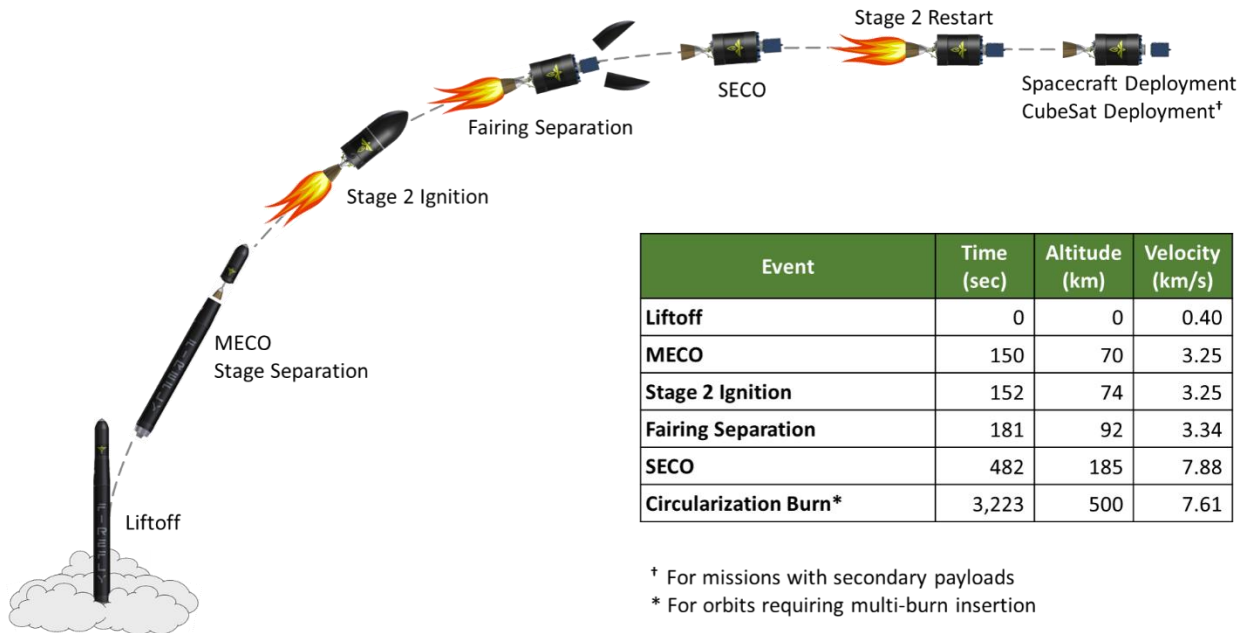 Stage 2 Restart
SECO
Spacecraft Deployment
CubeSat Deployment†
Fairing Separation
Stage 2 Ignition
MECO
Stage Separation
FIREFLY
Liftoff
FIREFLY
Event Time (sec) Altitude (km) Velocity (km/s)
Liftoff 0 0 0.40
MECO 150 70 3.25
Stage 2 Ignition 152 74 3.25
Fairing Separation 181 92 3.34
SECO 482 185 7.88
Circularization Burn* 3,223 500 7.61
† For missions with secondary payloads
* For orbits requiring multi-burn insertion